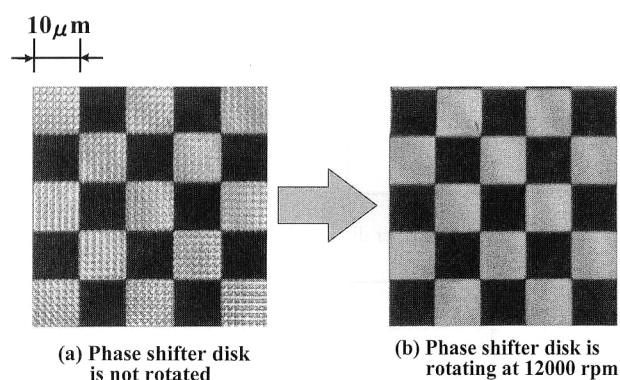 10μm
(a) Phase shifter disk
is not rotated
(b) Phase shifter disk is
rotating at 12000 rpm